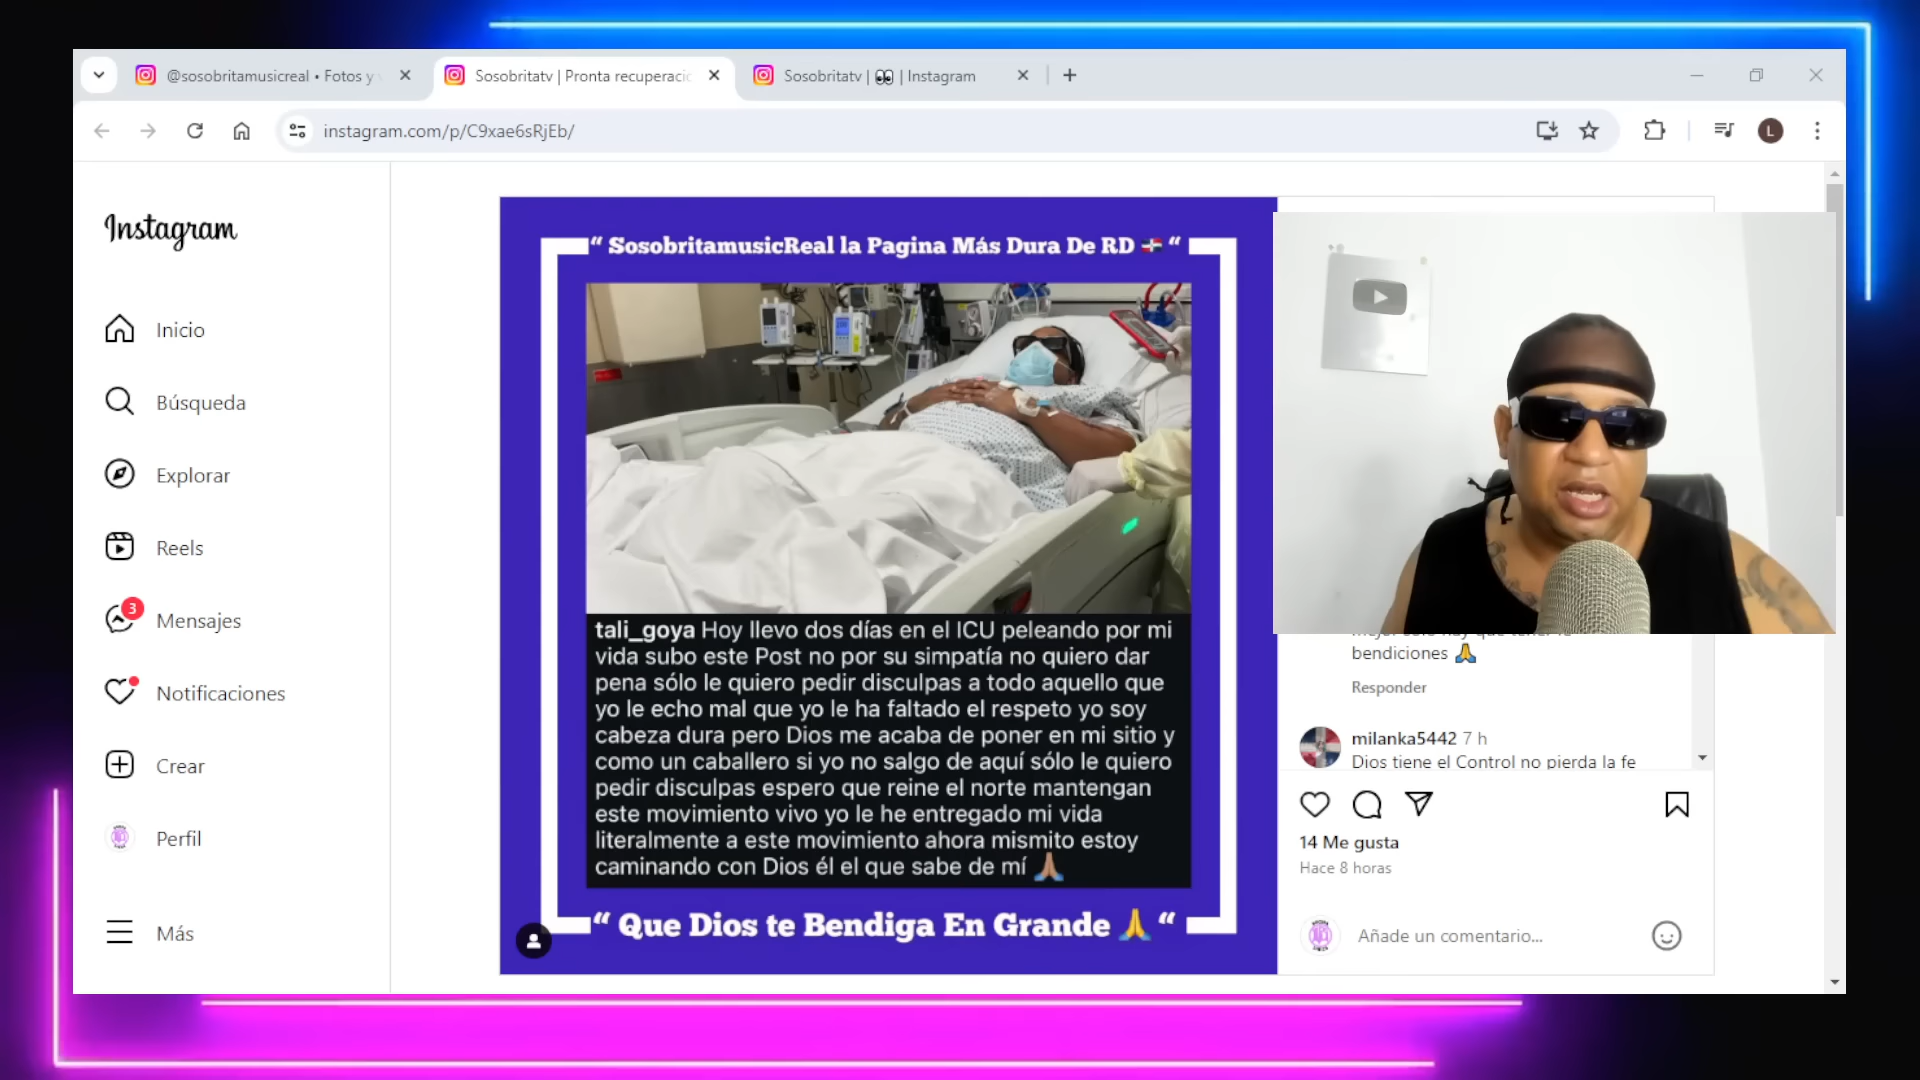 @sosobritamusicreal • Fotos y
Sosobritatv | Pronta recuperació
Sosobritatv | 👀 | Instagram
instagram.com/p/C9xae6sRjEb/
L
Instagram
Inicio
Búsqueda
Explorar
Reels
3
Mensajes
Notificaciones
Crear
Perfil
Más
“ SosobritamusicReal la Pagina Más Dura De RD 🇩🇴 “
tali_goya Hoy llevo dos días en el ICU peleando por mi
vida subo este Post no por su simpatía no quiero dar
pena sólo le quiero pedir disculpas a todo aquello que
yo le echo mal que yo le ha faltado el respeto yo soy
cabeza dura pero Dios me acaba de poner en mi sitio y
como un caballero si yo no salgo de aquí sólo le quiero
pedir disculpas espero que reine el norte mantengan
este movimiento vivo yo le he entregado mi vida
literalmente a este movimiento ahora mismito estoy
caminando con Dios él el que sabe de mí 🙏🏽
“ Que Dios te Bendiga En Grande 🙏 “
bendiciones 🙏
Responder
milanka5442 7 h
Dios tiene el Control no pierda la fe
14 Me gusta
Hace 8 horas
Añade un comentario...